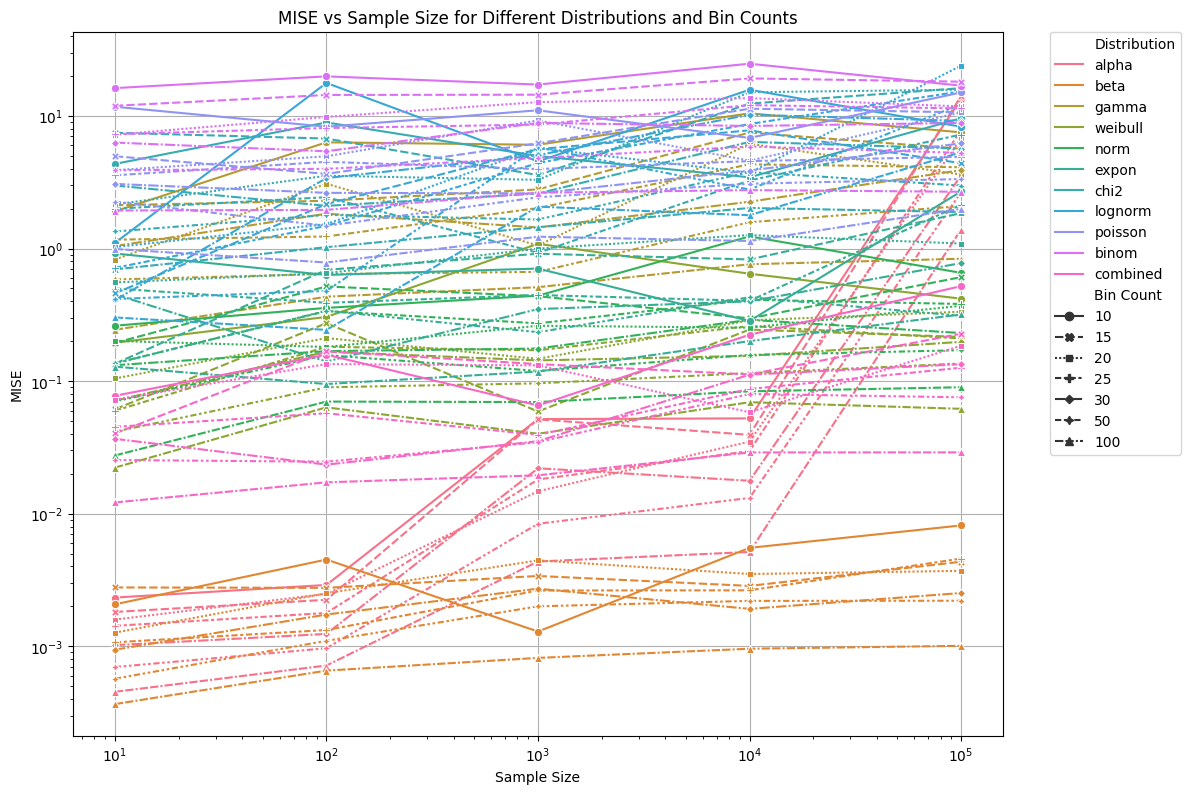 MISE vs Sample Size for Different Distributions and Bin Counts
MISE
10¹
10⁰
10⁻¹
10⁻²
10⁻³
10¹
10²
10³
10⁴
10⁵
Sample Size
Distribution
alpha
beta
gamma
weibull
norm
expon
chi2
lognorm
poisson
binom
combined
Bin Count
10
15
20
25
30
50
100